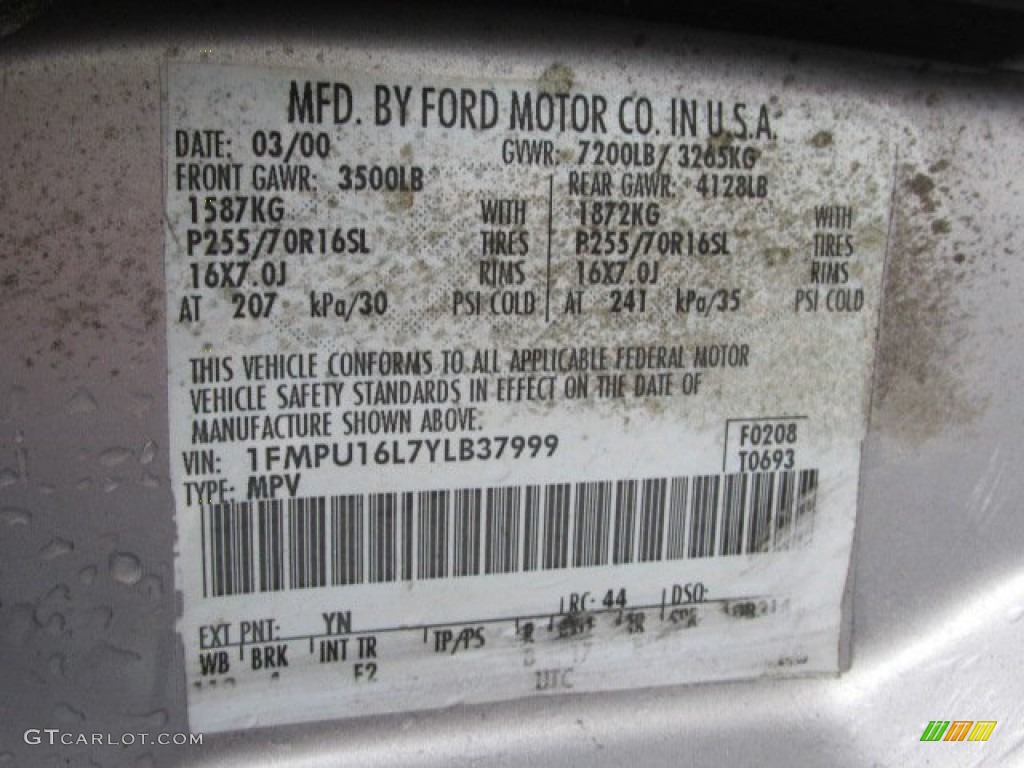 MFD. BY FORD MOTOR CO. IN U.S.A.
DATE: 03/00 GVWR: 7200LB/ 3265KG
FRONT GAWR: 3500LB REAR GAWR: 4128LB
1587KG WITH 1872KG WITH
P255/70R16SL TIRES P255/70R16SL TIRES
16X7.0J RIMS 16X7.0J RIMS
AT 207 kPa/30 PSI COLD AT 241 kPa/35 PSI COLD
THIS VEHICLE CONFORMS TO ALL APPLICABLE FEDERAL MOTOR
VEHICLE SAFETY STANDARDS IN EFFECT ON THE DATE OF
MANUFACTURE SHOWN ABOVE.
VIN: 1FMPU16L7YLB37999 F0208
TYPE: MPV T0693
EXT PNT: YN RC: 44 DSO:
WB BRK INT TR TP/PS R
F2
UTC
GTCARLOT.COM